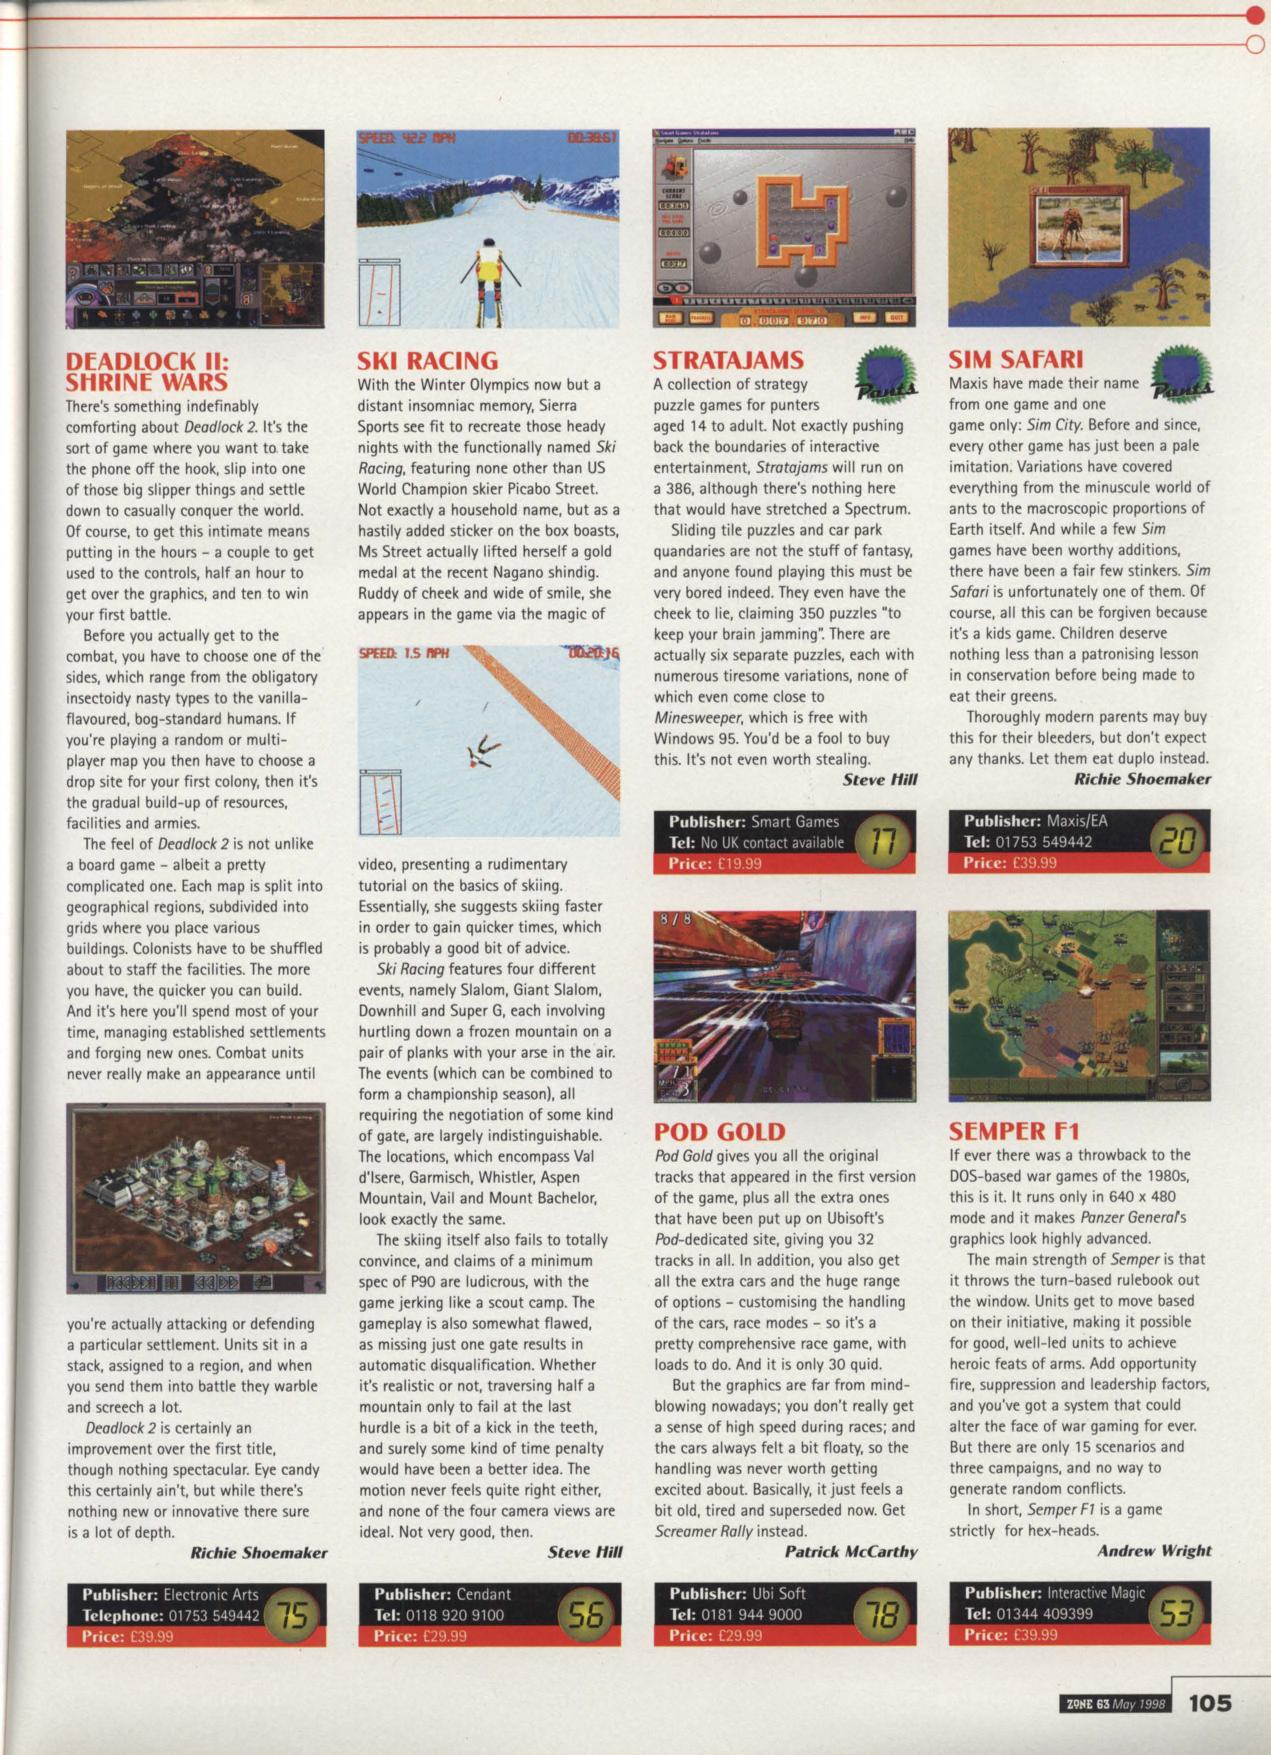 SPEED: 42.2 MPH
00:38.61
DEADLOCK II:
SHRINE WARS
There's something indefinably
comforting about Deadlock 2. It's the
sort of game where you want to take
the phone off the hook, slip into one
of those big slipper things and settle
down to casually conquer the world.
Of course, to get this intimate means
putting in the hours – a couple to get
used to the controls, half an hour to
get over the graphics, and ten to win
your first battle.
Before you actually get to the
combat, you have to choose one of the
sides, which range from the obligatory
insectoidy nasty types to the vanilla-
flavoured, bog-standard humans. If
you're playing a random or multi-
player map you then have to choose a
drop site for your first colony, then it's
the gradual build-up of resources,
facilities and armies.
The feel of Deadlock 2 is not unlike
a board game – albeit a pretty
complicated one. Each map is split into
geographical regions, subdivided into
grids where you place various
buildings. Colonists have to be shuffled
about to staff the facilities. The more
you have, the quicker you can build.
And it's here you'll spend most of your
time, managing established settlements
and forging new ones. Combat units
never really make an appearance until
you're actually attacking or defending
a particular settlement. Units sit in a
stack, assigned to a region, and when
you send them into battle they warble
and screech a lot.
Deadlock 2 is certainly an
improvement over the first title,
though nothing spectacular. Eye candy
this certainly ain't, but while there's
nothing new or innovative there sure
is a lot of depth.
Richie Shoemaker
Publisher: Electronic Arts
Telephone: 01753 549442
Price: £39.99
75
SKI RACING
With the Winter Olympics now but a
distant insomniac memory, Sierra
Sports see fit to recreate those heady
nights with the functionally named Ski
Racing, featuring none other than US
World Champion skier Picabo Street.
Not exactly a household name, but as a
hastily added sticker on the box boasts,
Ms Street actually lifted herself a gold
medal at the recent Nagano shindig.
Ruddy of cheek and wide of smile, she
appears in the game via the magic of
SPEED: 1.5 MPH
00:20.16
video, presenting a rudimentary
tutorial on the basics of skiing.
Essentially, she suggests skiing faster
in order to gain quicker times, which
is probably a good bit of advice.
Ski Racing features four different
events, namely Slalom, Giant Slalom,
Downhill and Super G, each involving
hurtling down a frozen mountain on a
pair of planks with your arse in the air.
The events (which can be combined to
form a championship season), all
requiring the negotiation of some kind
of gate, are largely indistinguishable.
The locations, which encompass Val
d'Isere, Garmisch, Whistler, Aspen
Mountain, Vail and Mount Bachelor,
look exactly the same.
The skiing itself also fails to totally
convince, and claims of a minimum
spec of P90 are ludicrous, with the
game jerking like a scout camp. The
gameplay is also somewhat flawed,
as missing just one gate results in
automatic disqualification. Whether
it's realistic or not, traversing half a
mountain only to fail at the last
hurdle is a bit of a kick in the teeth,
and surely some kind of time penalty
would have been a better idea. The
motion never feels quite right either,
and none of the four camera views are
ideal. Not very good, then.
Steve Hill
Publisher: Cendant
Tel: 0118 920 9100
Price: £29.99
56
STRATAJAMS
Pants
A collection of strategy
puzzle games for punters
aged 14 to adult. Not exactly pushing
back the boundaries of interactive
entertainment, Stratajams will run on
a 386, although there's nothing here
that would have stretched a Spectrum.
Sliding tile puzzles and car park
quandaries are not the stuff of fantasy,
and anyone found playing this must be
very bored indeed. They even have the
cheek to lie, claiming 350 puzzles "to
keep your brain jamming". There are
actually six separate puzzles, each with
numerous tiresome variations, none of
which even come close to
Minesweeper, which is free with
Windows 95. You'd be a fool to buy
this. It's not even worth stealing.
Steve Hill
Publisher: Smart Games
Tel: No UK contact available
Price: £19.99
17
8/8
POD GOLD
Pod Gold gives you all the original
tracks that appeared in the first version
of the game, plus all the extra ones
that have been put up on Ubisoft's
Pod-dedicated site, giving you 32
tracks in all. In addition, you also get
all the extra cars and the huge range
of options – customising the handling
of the cars, race modes – so it's a
pretty comprehensive race game, with
loads to do. And it is only 30 quid.
But the graphics are far from mind-
blowing nowadays; you don't really get
a sense of high speed during races; and
the cars always felt a bit floaty, so the
handling was never worth getting
excited about. Basically, it just feels a
bit old, tired and superseded now. Get
Screamer Rally instead.
Patrick McCarthy
Publisher: Ubi Soft
Tel: 0181 944 9000
Price: £29.99
78
SIM SAFARI
Pants
Maxis have made their name
from one game and one
game only: Sim City. Before and since,
every other game has just been a pale
imitation. Variations have covered
everything from the minuscule world of
ants to the macroscopic proportions of
Earth itself. And while a few Sim
games have been worthy additions,
there have been a fair few stinkers. Sim
Safari is unfortunately one of them. Of
course, all this can be forgiven because
it's a kids game. Children deserve
nothing less than a patronising lesson
in conservation before being made to
eat their greens.
Thoroughly modern parents may buy
this for their bleeders, but don't expect
any thanks. Let them eat duplo instead.
Richie Shoemaker
Publisher: Maxis/EA
Tel: 01753 549442
Price: £39.99
20
SEMPER F1
If ever there was a throwback to the
DOS-based war games of the 1980s,
this is it. It runs only in 640 x 480
mode and it makes Panzer General's
graphics look highly advanced.
The main strength of Semper is that
it throws the turn-based rulebook out
the window. Units get to move based
on their initiative, making it possible
for good, well-led units to achieve
heroic feats of arms. Add opportunity
fire, suppression and leadership factors,
and you've got a system that could
alter the face of war gaming for ever.
But there are only 15 scenarios and
three campaigns, and no way to
generate random conflicts.
In short, Semper F1 is a game
strictly for hex-heads.
Andrew Wright
Publisher: Interactive Magic
Tel: 01344 409399
Price: £39.99
53
ZONE 63 May 1998 105